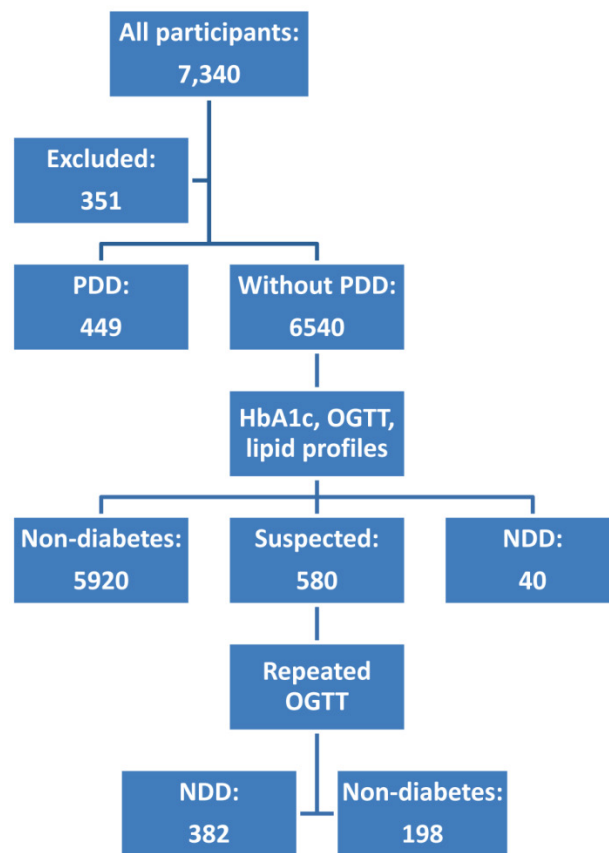 All participants:
7,340
Excluded:
351
PDD:
449
Without PDD:
6540
HbA1c, OGTT,
lipid profiles
Non-diabetes:
5920
Suspected:
580
NDD:
40
Repeated
OGTT
NDD:
382
Non-diabetes:
198